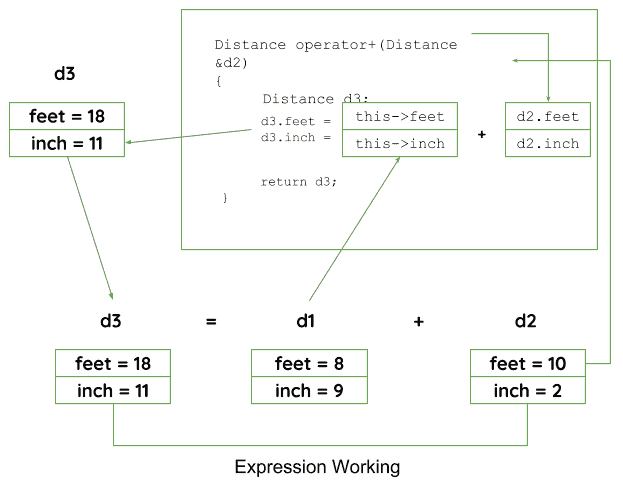 Distance operator+(Distance
&d2)
{
d3
Distance d3;
feet = 18
inch = 11
d3.feet =
d3.inch =
this->feet
this->inch
+
d2.feet
d2.inch
return d3;
}
d3 = d1 + d2
feet = 18 feet = 8 feet = 10
inch = 11 inch = 9 inch = 2
Expression Working